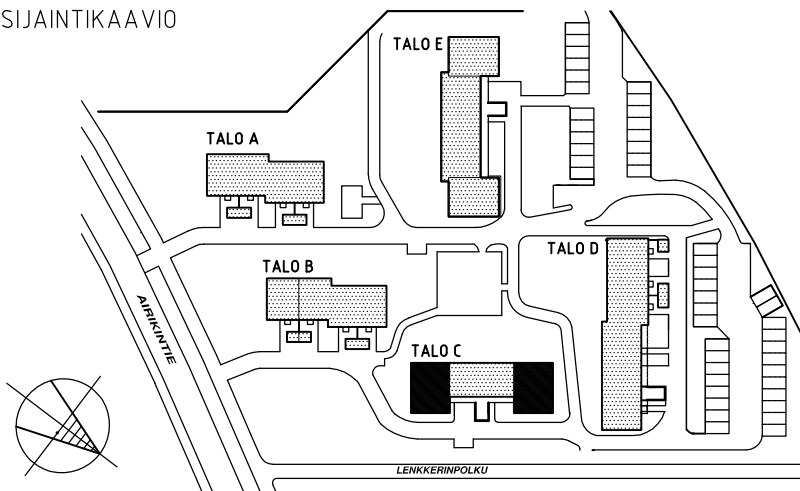 SIJAINTIKAAVIO
TALO E
TALO A
TALO D
TALO B
AIRIKINTIE
TALO C
LENKKERINPOLKU